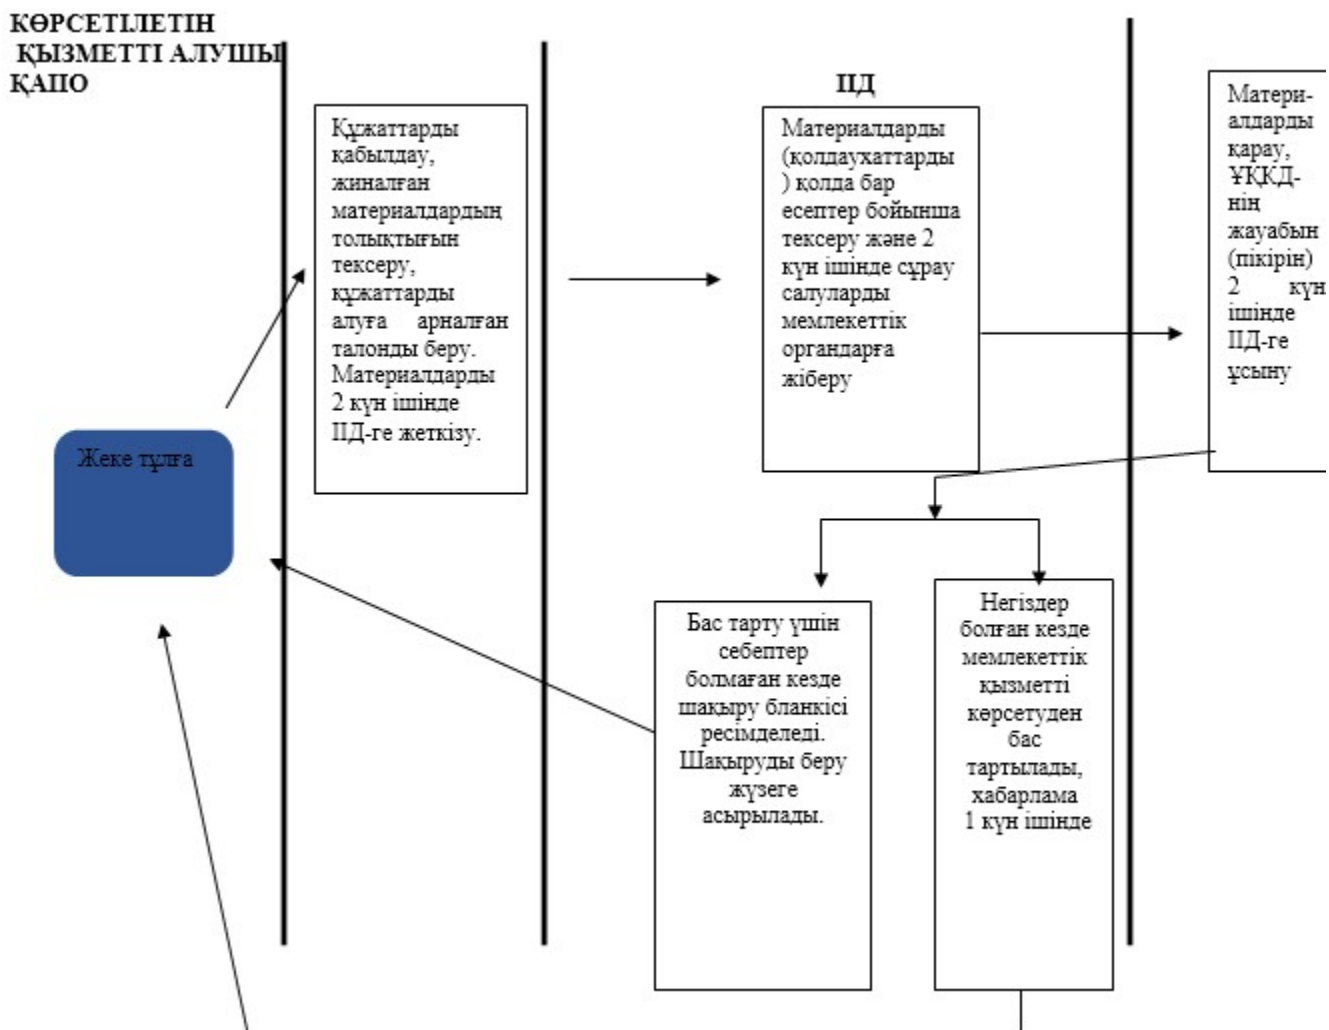 КӨРСЕТІЛЕТІН
ҚЫЗМЕТТІ АЛУШЫ
ҚАПО
ІІД
Құжаттарды
қабылдау,
жиналған
материалдардың
толықтығын
тексеру,
құжаттарды
алуға арналған
талонды беру.
Материалдарды
2 күн ішінде
ІІД-ге жеткізу.
Материалдарды
(қолдаухаттарды
) қолда бар
есептер бойынша
тексеру және 2
күн ішінде сұрау
салуларды
мемлекеттік
органдарға
жіберу
Матери-
алдарды
қарау,
ҰҚКД-
нің
жауабын
(пікірін)
2 күн
ішінде
ІІД-ге
ұсыну
Жеке тұлға
Бас тарту үшін
себептер
болмаған кезде
шақыру бланкісі
ресімделеді.
Шақыруды беру
жүзеге
асырылады.
Негіздер
болған кезде
мемлекеттік
қызметті
көрсетуден
бас
тартылады,
хабарлама
1 күн ішінде